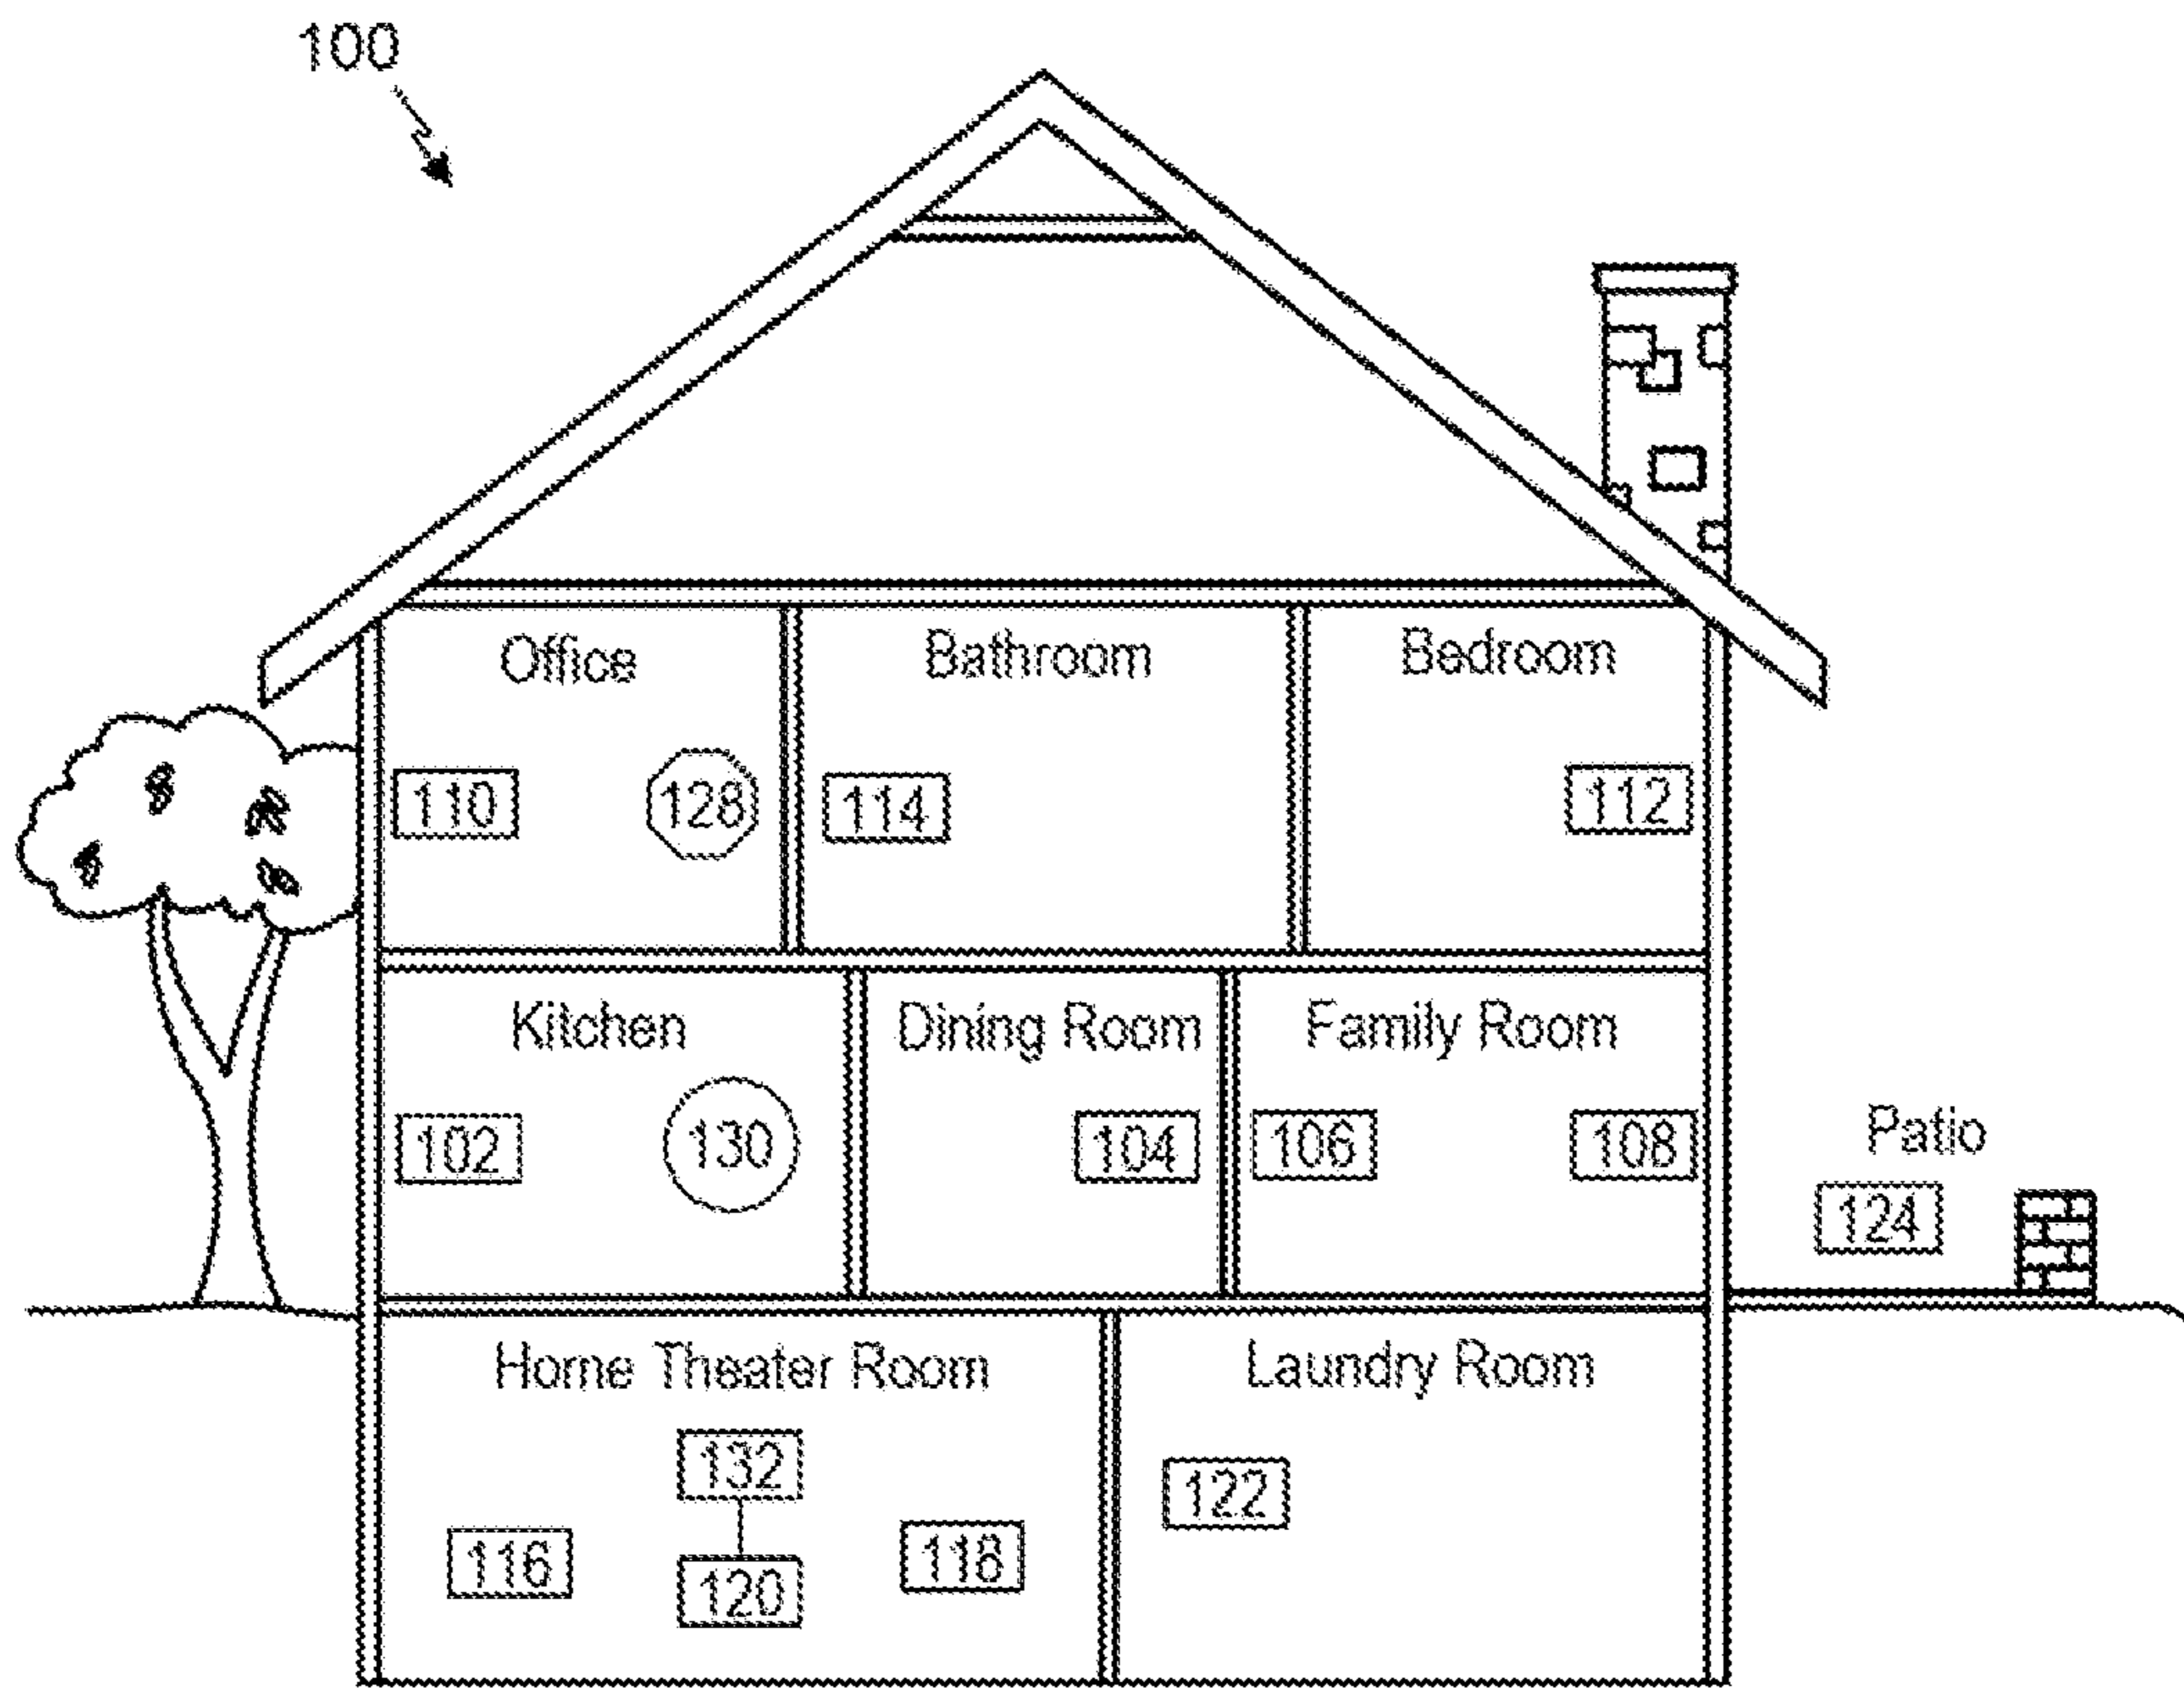 100
Office
Bathroom
Bedroom
110
128
114
112
Kitchen
Dining Room
Family Room
102
130
104
106
108
Patio
124
Home Theater Room
Laundry Room
132
122
116
120
118